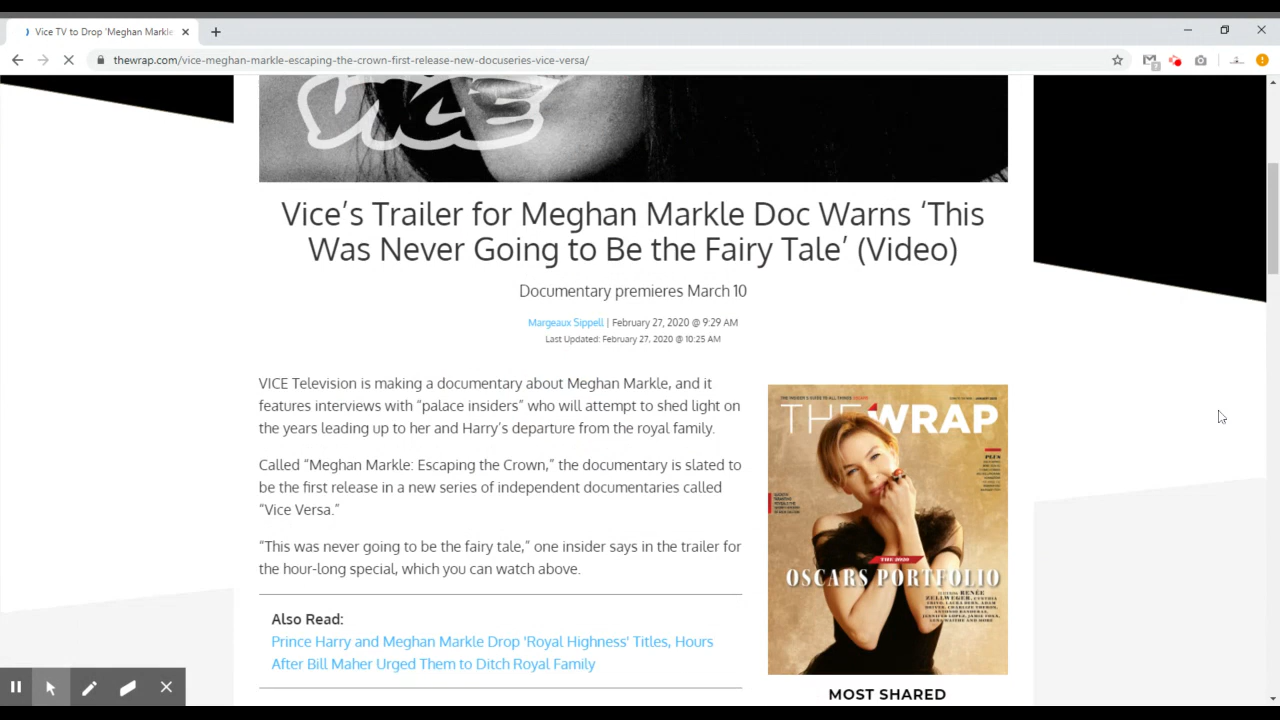 Vice TV to Drop 'Meghan Markle
thewrap.com/vice-meghan-markle-escaping-the-crown-first-release-new-docuseries-vice-versa/
VICE
Vice's Trailer for Meghan Markle Doc Warns ‘This
Was Never Going to Be the Fairy Tale’ (Video)
Documentary premieres March 10
Margeaux Sippell | February 27, 2020 @ 9:29 AM
Last Updated: February 27, 2020 @ 10:25 AM
VICE Television is making a documentary about Meghan Markle, and it
features interviews with “palace insiders” who will attempt to shed light on
the years leading up to her and Harry’s departure from the royal family.
Called “Meghan Markle: Escaping the Crown,” the documentary is slated to
be the first release in a new series of independent documentaries called
“Vice Versa.”
“This was never going to be the fairy tale,” one insider says in the trailer for
the hour-long special, which you can watch above.
Also Read:
Prince Harry and Meghan Markle Drop 'Royal Highness' Titles, Hours
After Bill Maher Urged Them to Ditch Royal Family
THE WRAP
PLUS
THE 2020
OSCARS PORTFOLIO
MOST SHARED